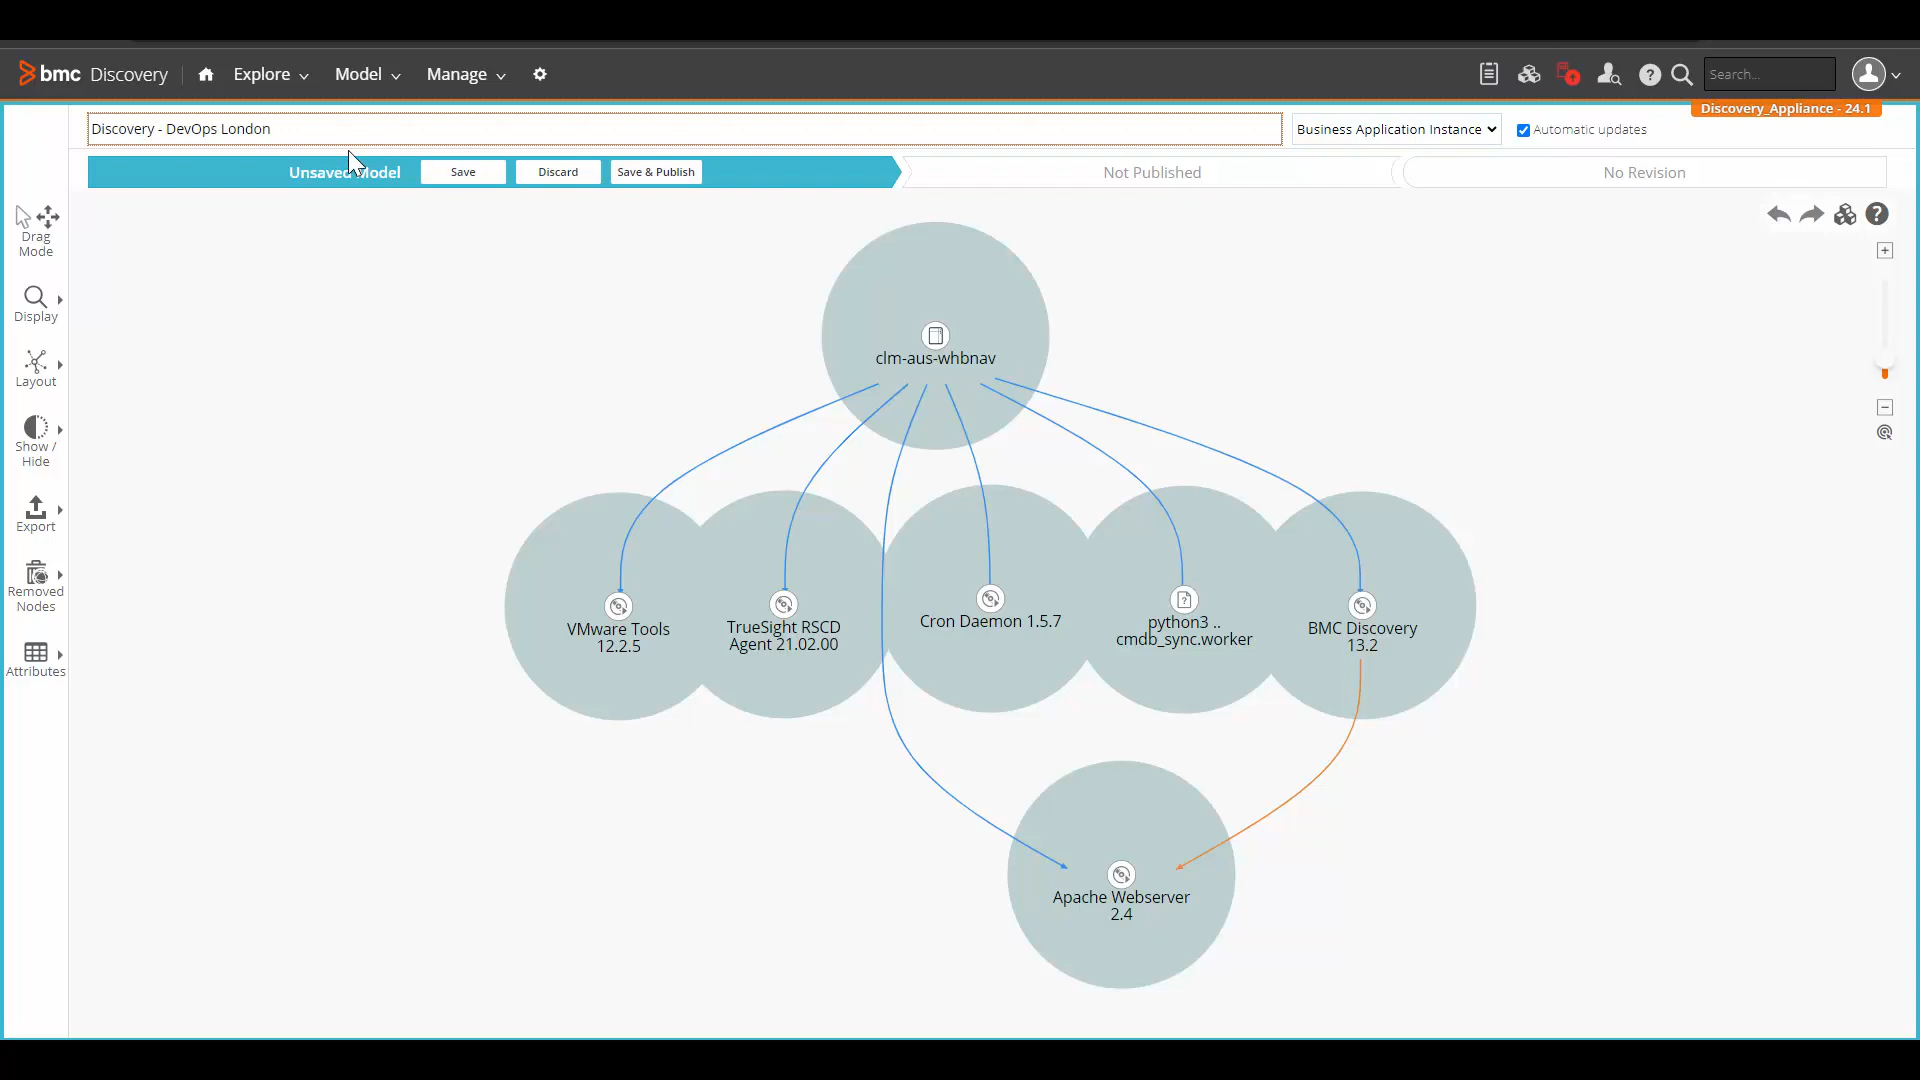 bmc Discovery
Explore
Model
Manage
Search...
Discovery_Appliance - 24.1
Discovery - DevOps London
Business Application Instance
Automatic updates
Unsaved Model
Save
Discard
Save & Publish
Not Published
No Revision
Drag
Mode
Display
Layout
Show /
Hide
Export
Removed
Nodes
Attributes
clm-aus-whbnav
VMware Tools
12.2.5
TrueSight RSCD
Agent 21.02.00
Cron Daemon 1.5.7
python3 ..
cmdb_sync.worker
BMC Discovery
13.2
Apache Webserver
2.4